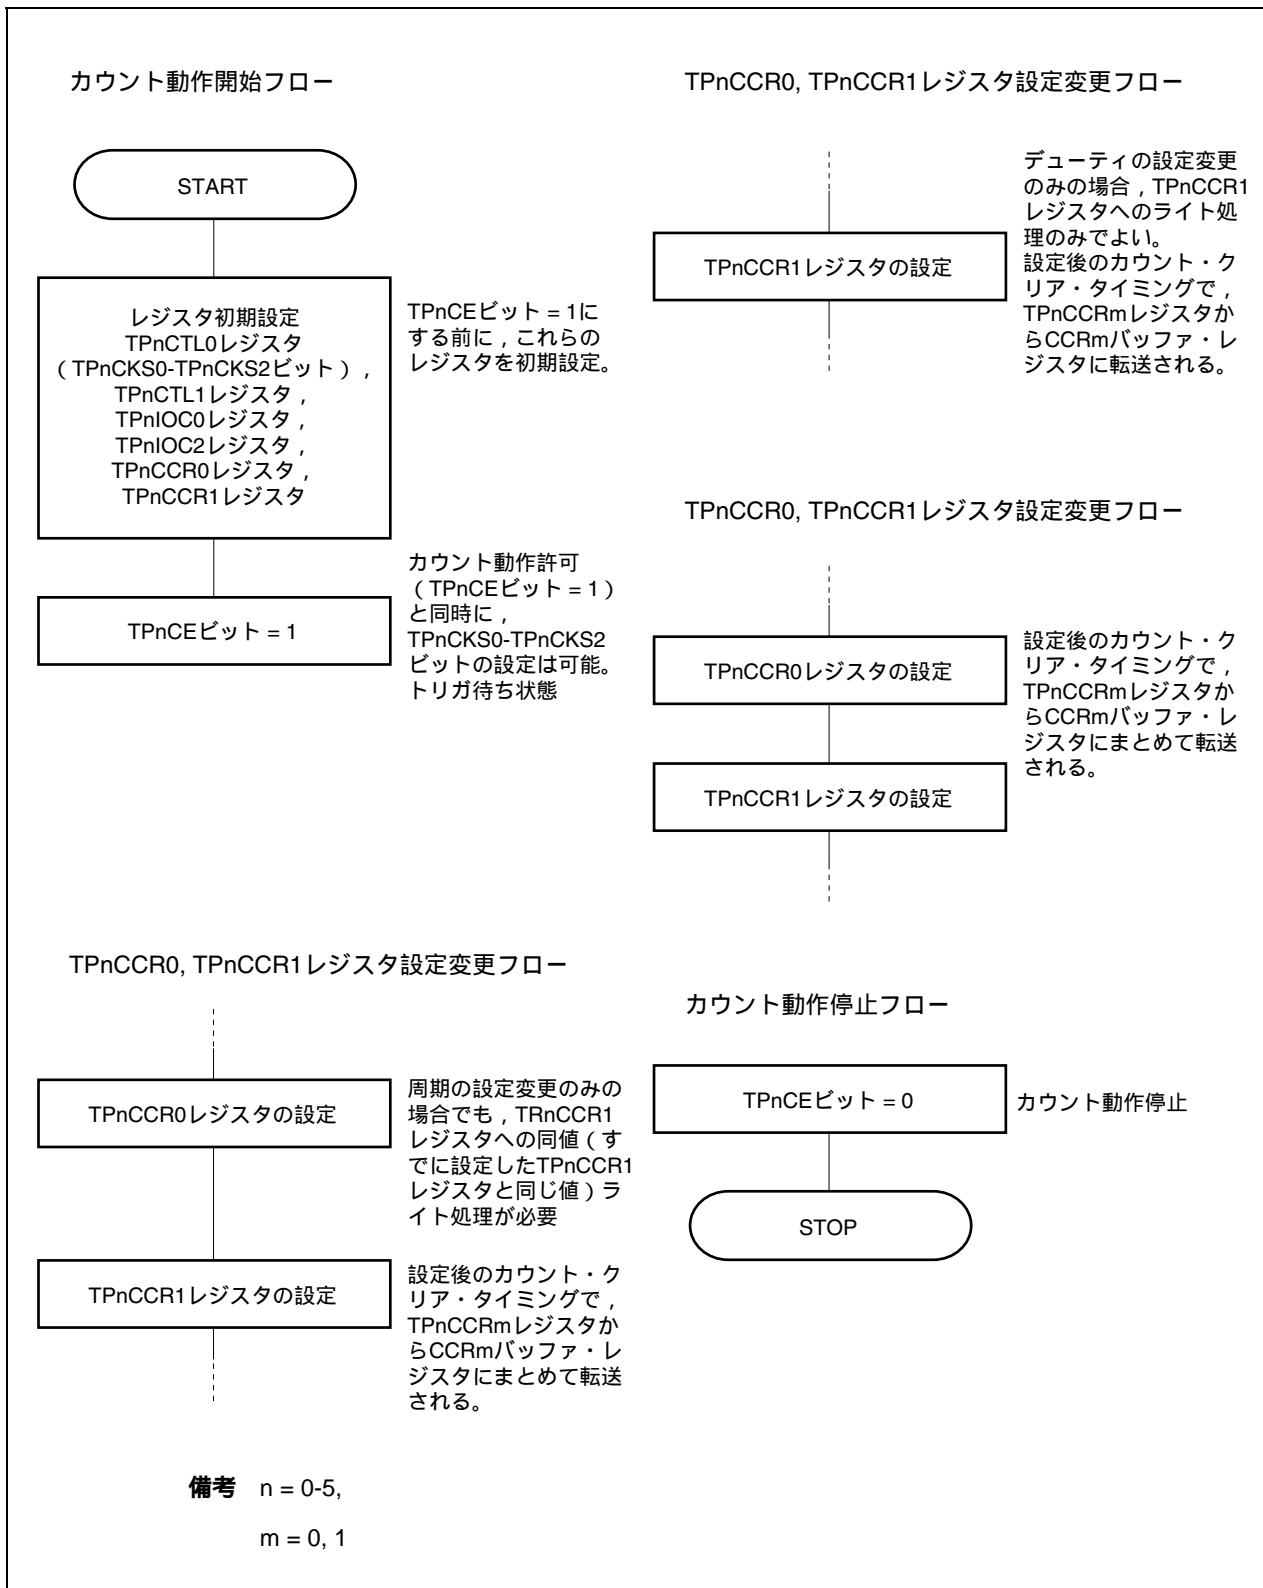 カウント動作開始フロー
START
レジスタ初期設定
TPnCTL0レジスタ
（TPnCKS0-TPnCKS2ビット），
TPnCTL1レジスタ，
TPnIOC0レジスタ，
TPnIOC2レジスタ，
TPnCCR0レジスタ，
TPnCCR1レジスタ
TPnCEビット = 1に
する前に，これらの
レジスタを初期設定。
TPnCEビット = 1
カウント動作許可
（TPnCEビット = 1）
と同時に，
TPnCKS0-TPnCKS2
ビットの設定は可能。
トリガ待ち状態
TPnCCR0, TPnCCR1レジスタ設定変更フロー
TPnCCR0レジスタの設定
周期の設定変更のみの
場合でも，TRnCCR1
レジスタへの同値（す
でに設定したTPnCCR1
レジスタと同じ値）ラ
イト処理が必要
TPnCCR1レジスタの設定
設定後のカウント・ク
リア・タイミングで，
TPnCCRmレジスタか
らCCRmバッファ・レ
ジスタにまとめて転送
される。
TPnCCR0, TPnCCR1レジスタ設定変更フロー
TPnCCR1レジスタの設定
デューティの設定変更
のみの場合，TPnCCR1
レジスタへのライト処
理のみでよい。
設定後のカウント・ク
リア・タイミングで，
TPnCCRmレジスタか
らCCRmバッファ・レ
ジスタに転送される。
TPnCCR0, TPnCCR1レジスタ設定変更フロー
TPnCCR0レジスタの設定
設定後のカウント・ク
リア・タイミングで，
TPnCCRmレジスタか
らCCRmバッファ・レ
ジスタにまとめて転送
される。
TPnCCR1レジスタの設定
カウント動作停止フロー
TPnCEビット = 0
カウント動作停止
STOP
備考 n = 0-5,
m = 0, 1